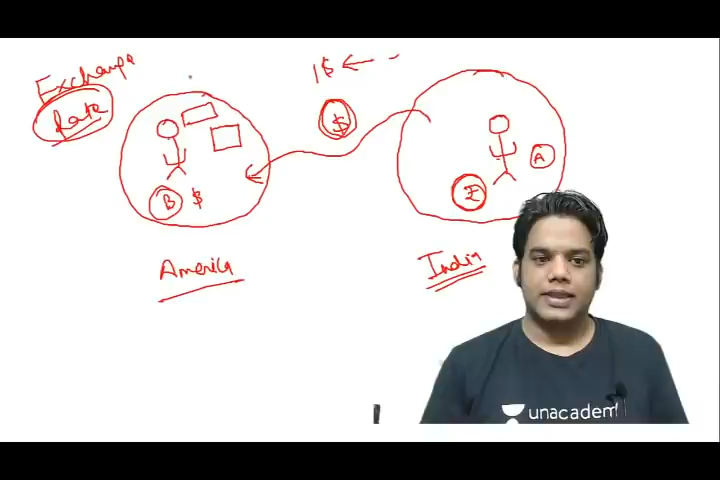 Exchange
Rate
1$ ←
$
A
₹
B $
America
India
unacadem